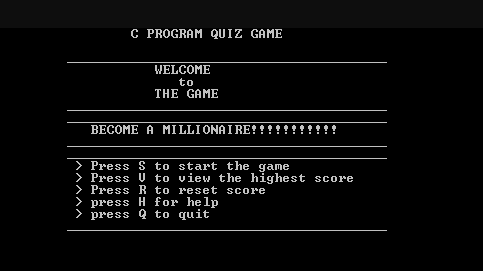 C PROGRAM QUIZ GAME
WELCOME
to
THE GAME
BECOME A MILLIONAIRE!!!!!!!!!!!
> Press S to start the game
> Press V to view the highest score
> Press R to reset score
> press H for help
> press Q to quit